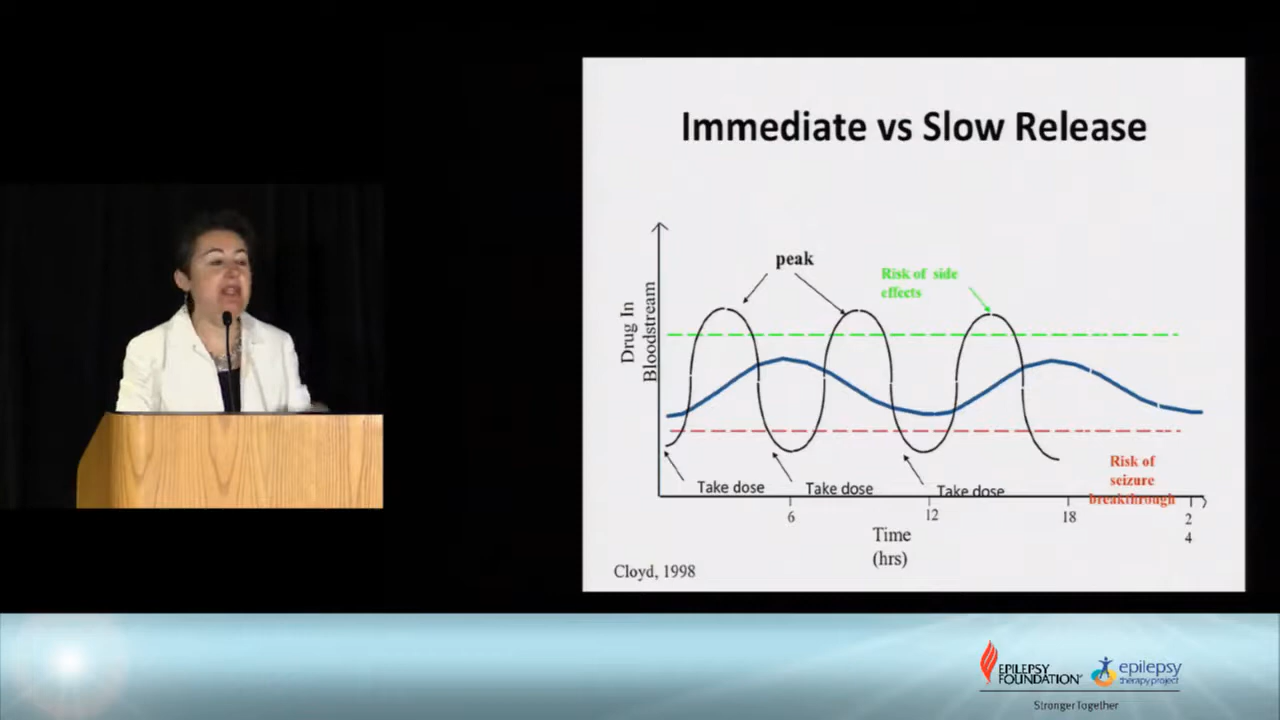 Immediate vs Slow Release
peak
Risk of side
effects
Drug In
Bloodstream
Take dose
Take dose
Take dose
Risk of
seizure
breakthrough
6
12
18
2
4
Time
(hrs)
Cloyd, 1998
EPILEPSY
FOUNDATION
epilepsy
therapy project
Stronger Together